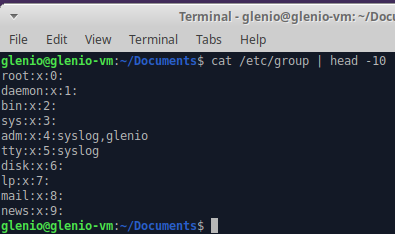 Terminal - glenio@glenio-vm: ~/Docu
File Edit View Terminal Tabs Help
glenio@glenio-vm:~/Documents$ cat /etc/group | head -10
root:x:0:
daemon:x:1:
bin:x:2:
sys:x:3:
adm:x:4:syslog,glenio
tty:x:5:syslog
disk:x:6:
lp:x:7:
mail:x:8:
news:x:9:
glenio@glenio-vm:~/Documents$